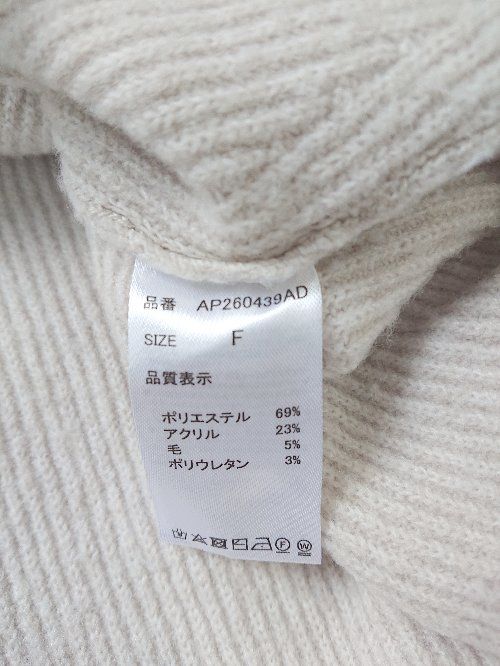 品番 AP260439AD
SIZE F
品質表示
ポリエステル 69%
アクリル 23%
毛 5%
ポリウレタン 3%
F W